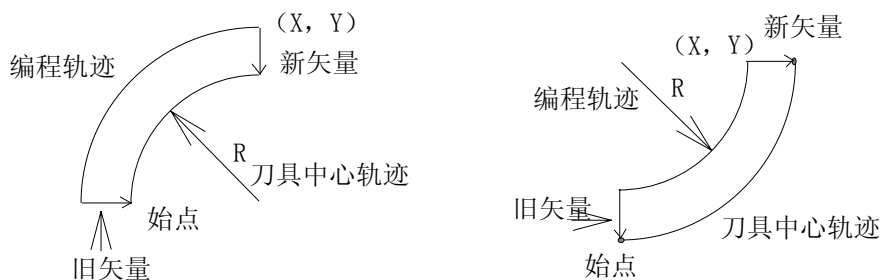 (X, Y)
编程轨迹
新矢量
R
刀具中心轨迹
始点
旧矢量
新矢量
(X, Y)
编程轨迹
R
旧矢量
刀具中心轨迹
始点